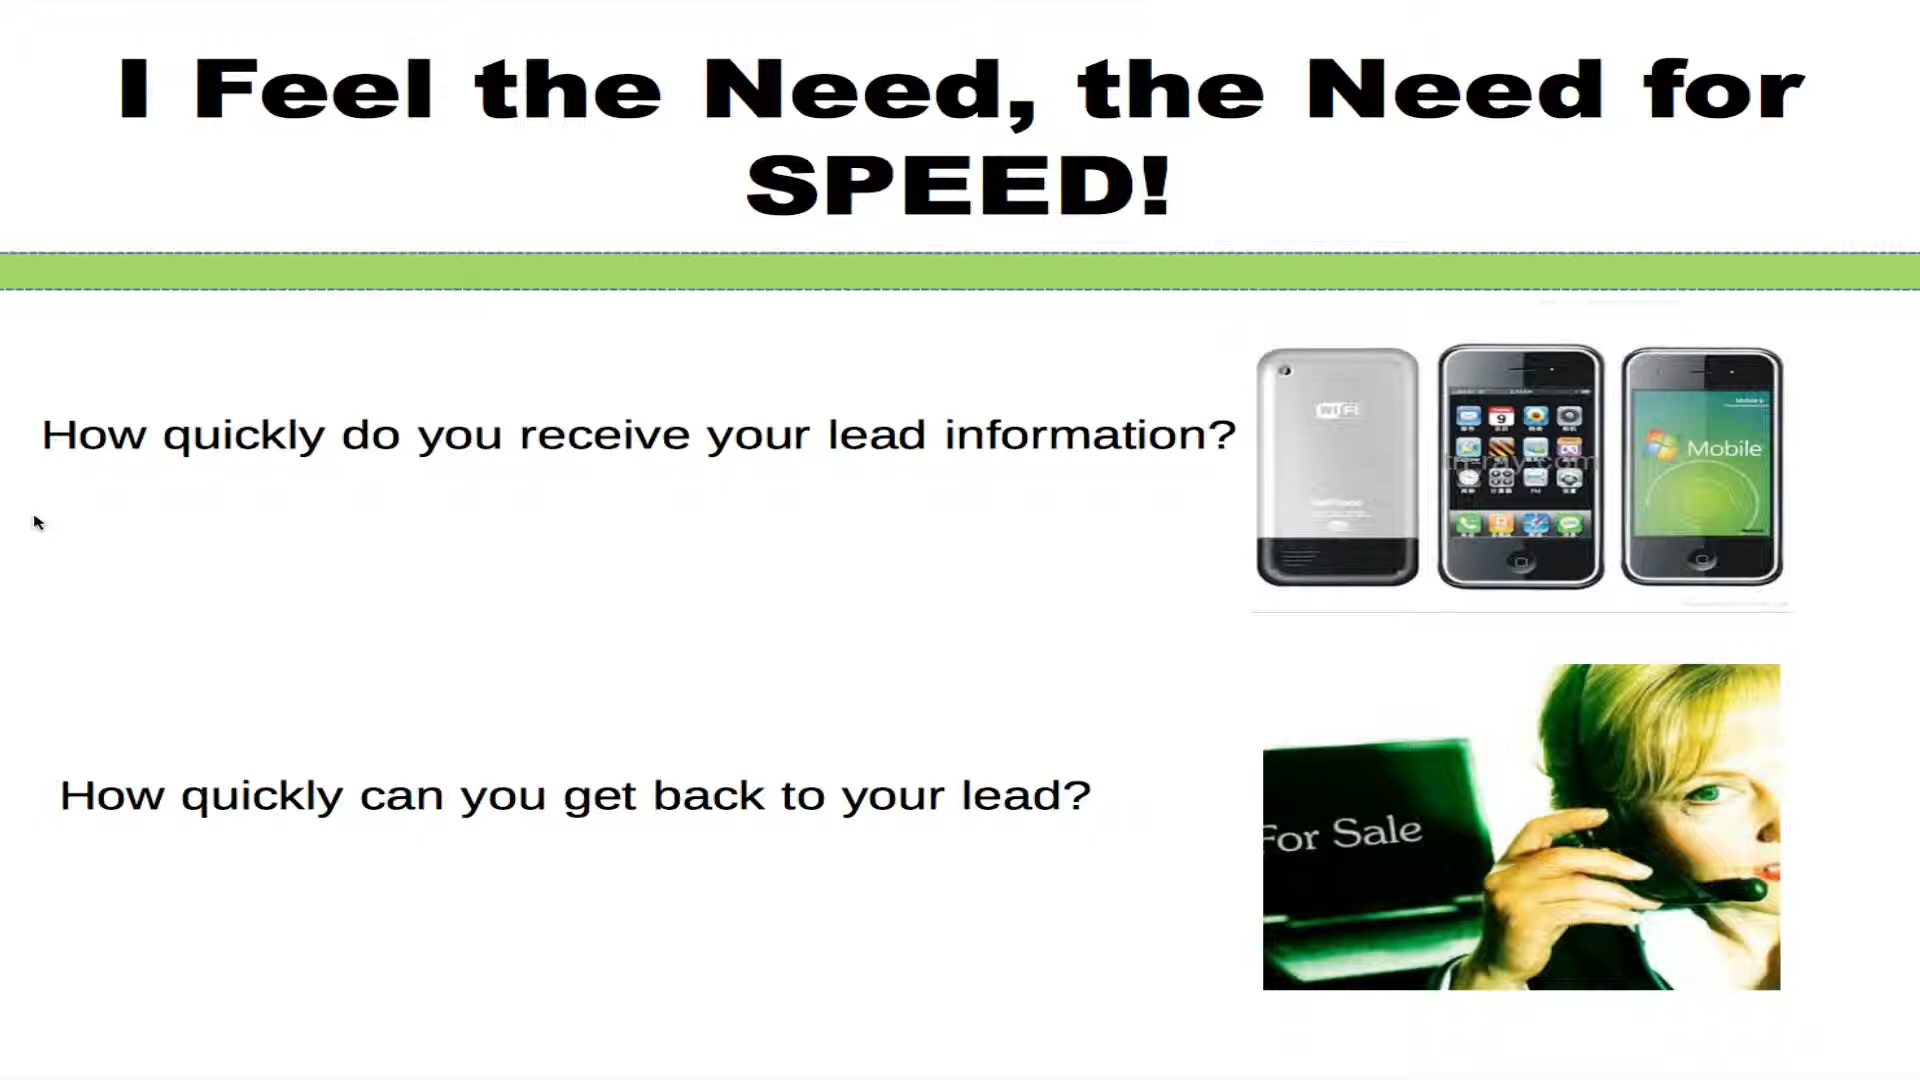 I Feel the Need, the Need for
SPEED!
How quickly do you receive your lead information?
WiFi
9
Mobile
How quickly can you get back to your lead?
For Sale